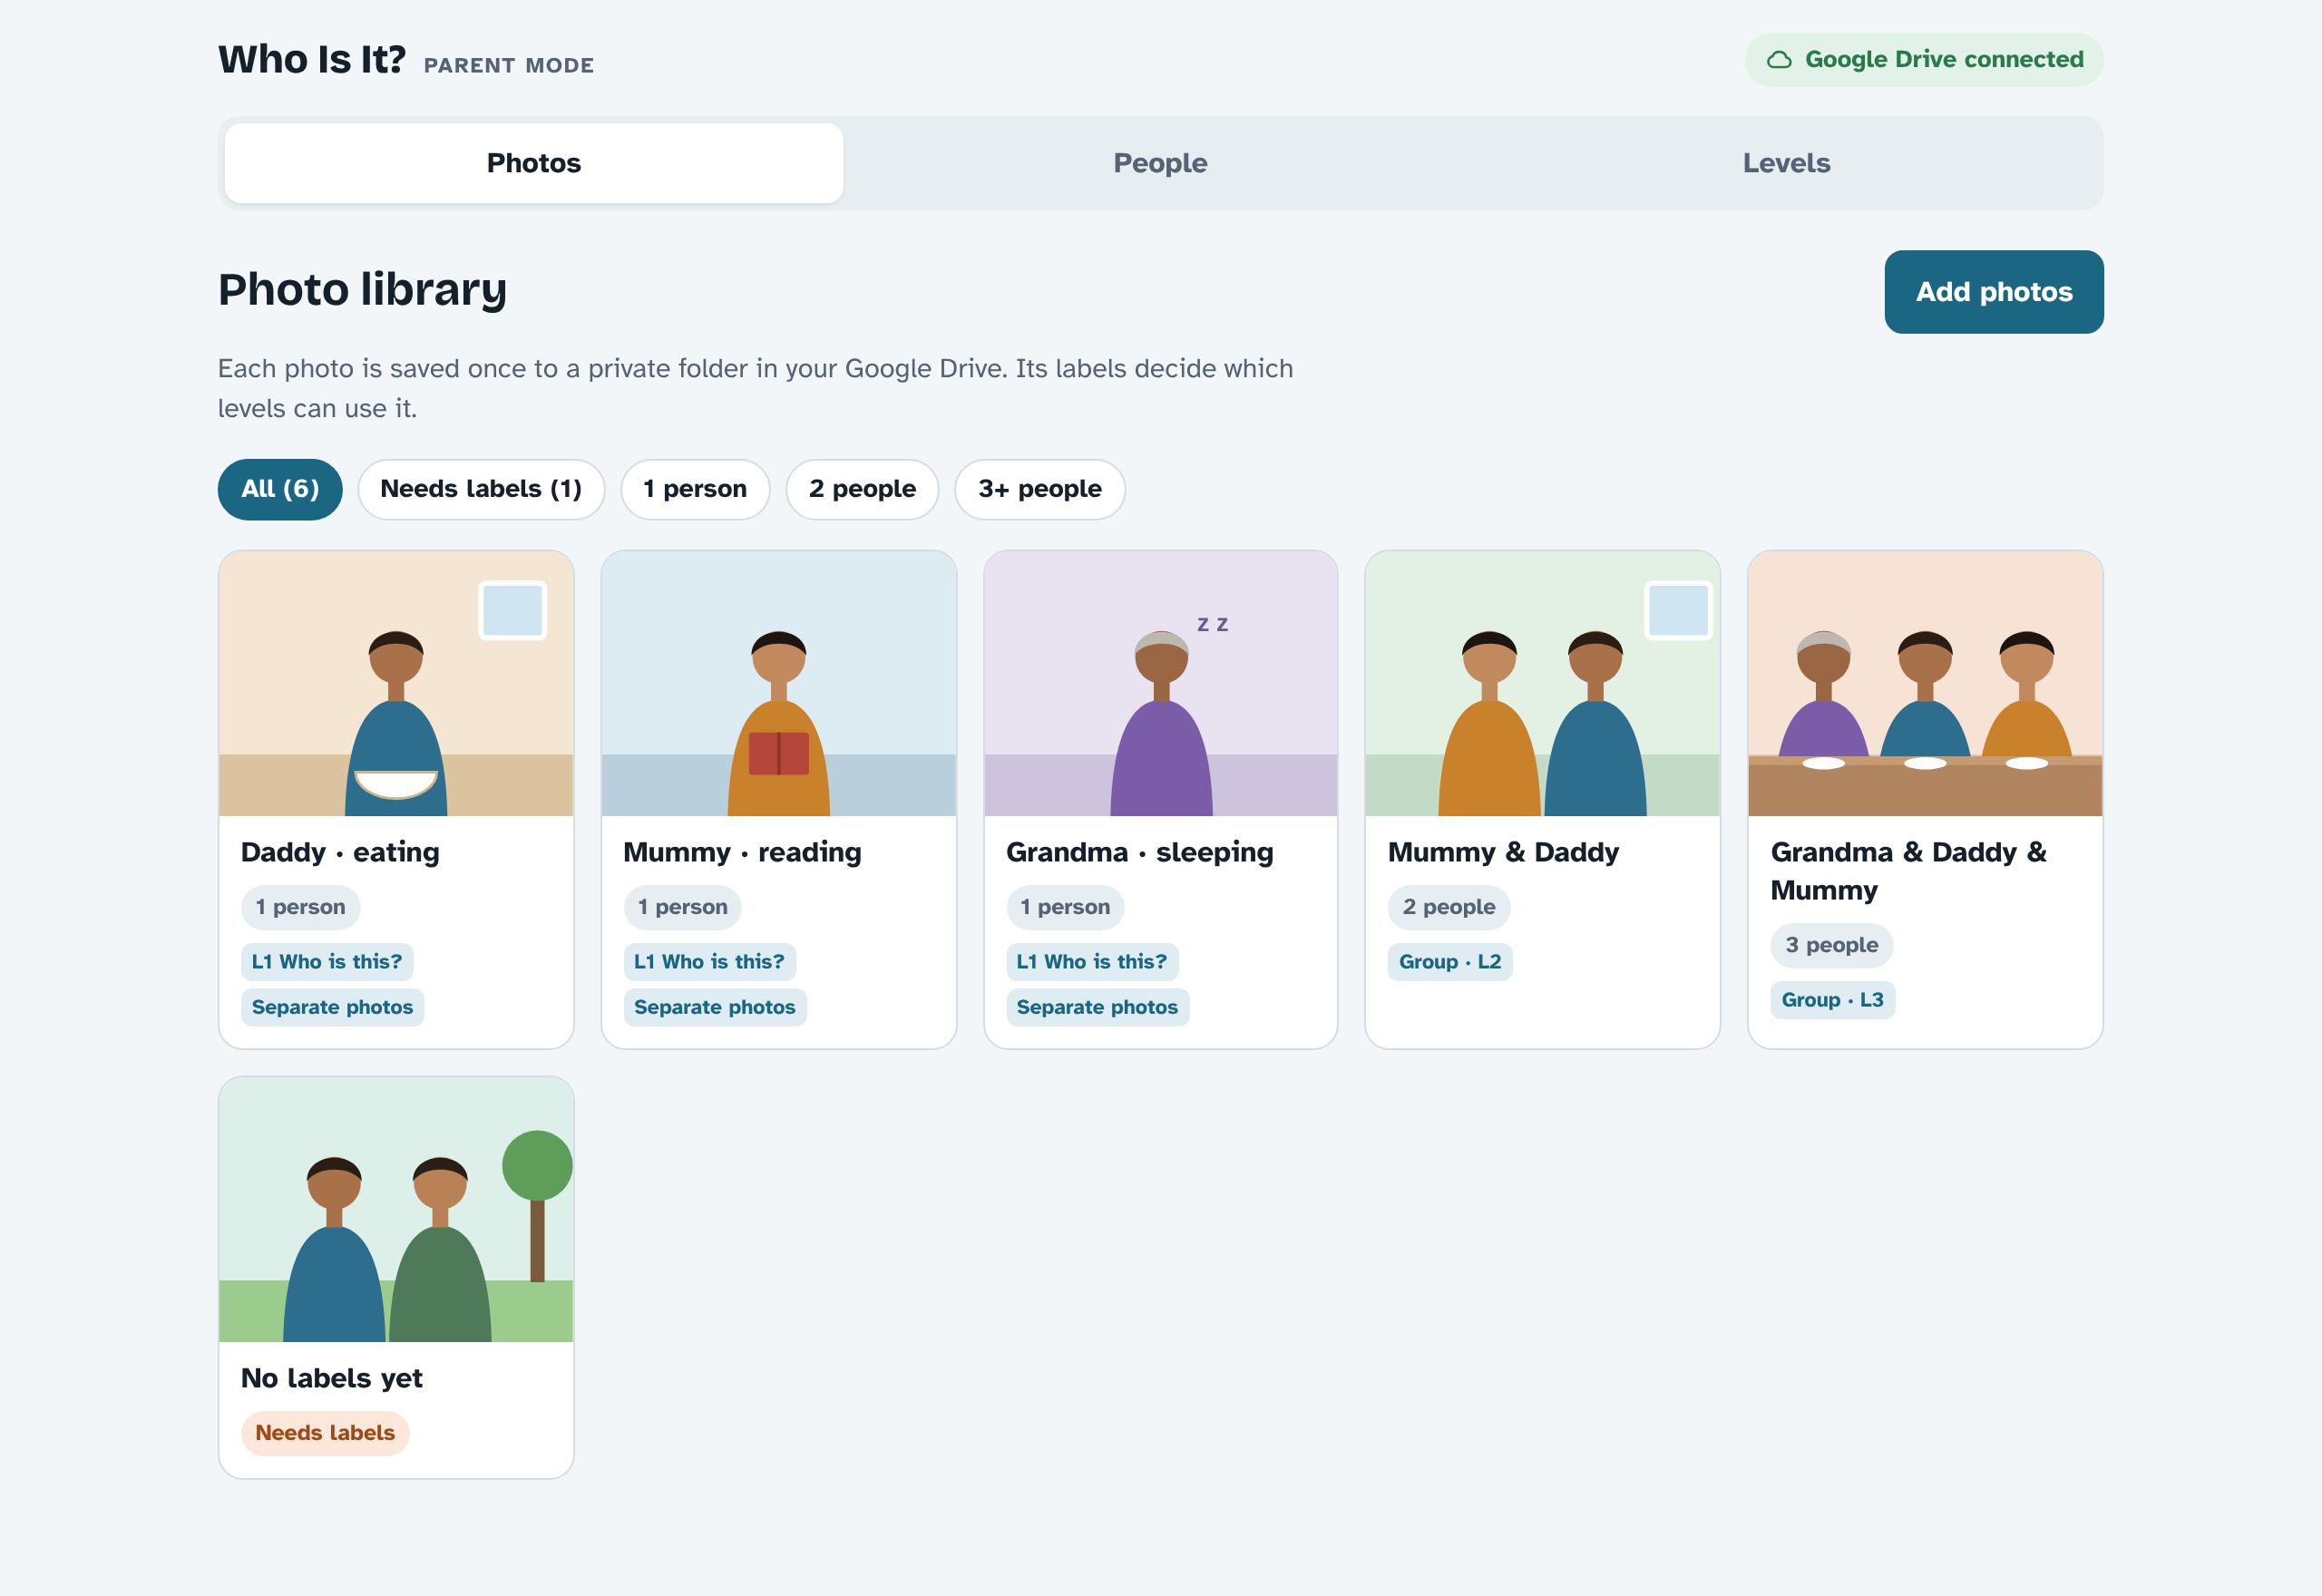 Who Is It? PARENT MODE
Google Drive connected
Photos
People
Levels
Photo library
Add photos
Each photo is saved once to a private folder in your Google Drive. Its labels decide which
levels can use it.
All (6)
Needs labels (1)
1 person
2 people
3+ people
Daddy · eating
1 person
L1 Who is this?
Separate photos
Mummy · reading
1 person
L1 Who is this?
Separate photos
z z
Grandma · sleeping
1 person
L1 Who is this?
Separate photos
Mummy & Daddy
2 people
Group · L2
Grandma & Daddy &
Mummy
3 people
Group · L3
No labels yet
Needs labels